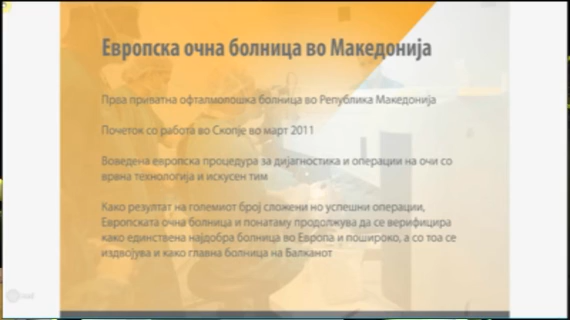 Европска очна болница во Македонија
Прва приватна офталмолошка болница во Република Македонија
Почеток со работа во Скопје во март 2011
Воведена европска процедура за дијагностика и операции на очи со
врвна технологија и искусен тим
Како резултат на големиот број сложени но успешни операции,
Европската очна болница и понатаму продолжува да се верифицира
како единствена најдобра болница во Европа и пошироко, а со тоа се
издвојува и како главна болница на Балканот